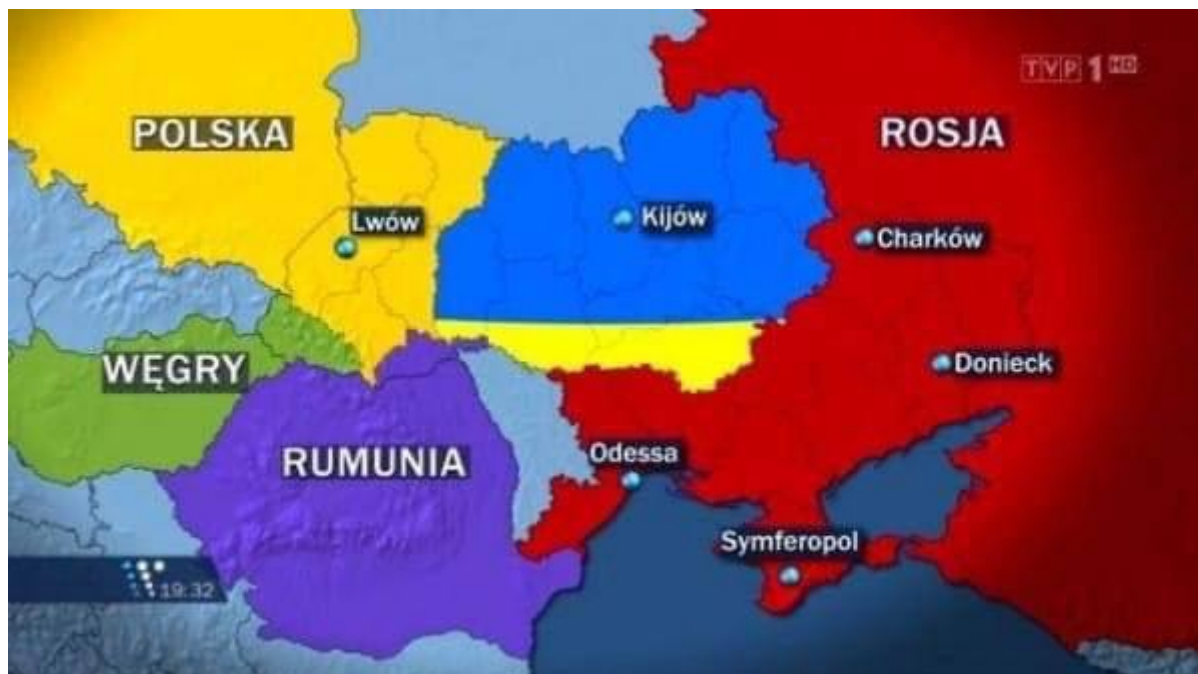 TVP 1 HD
POLSKA
ROSJA
Lwów
Kijów
Charków
WĘGRY
Donieck
RUMUNIA
Odessa
Symferopol
19:32